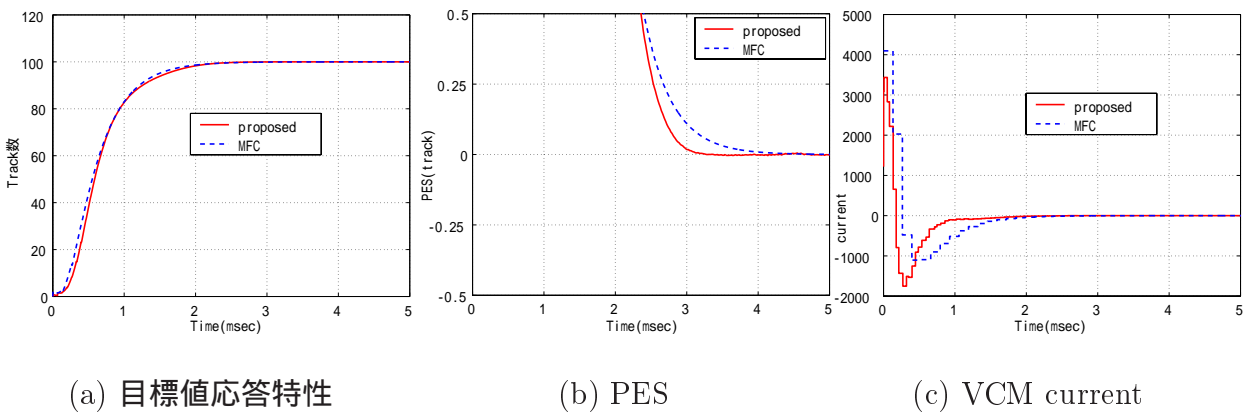 120
100
80
60
40
20
0
Track数
proposed
MFC
0
1
2
3
4
5
Time(msec)
(a) 目標値応答特性
0.5
0.25
0
-0.25
-0.5
PES(track)
proposed
MFC
0
1
2
3
4
5
Time(msec)
(b) PES
5000
4000
3000
2000
1000
0
-1000
-2000
current
proposed
MFC
0
1
2
3
4
5
Time(msec)
(c) VCM current